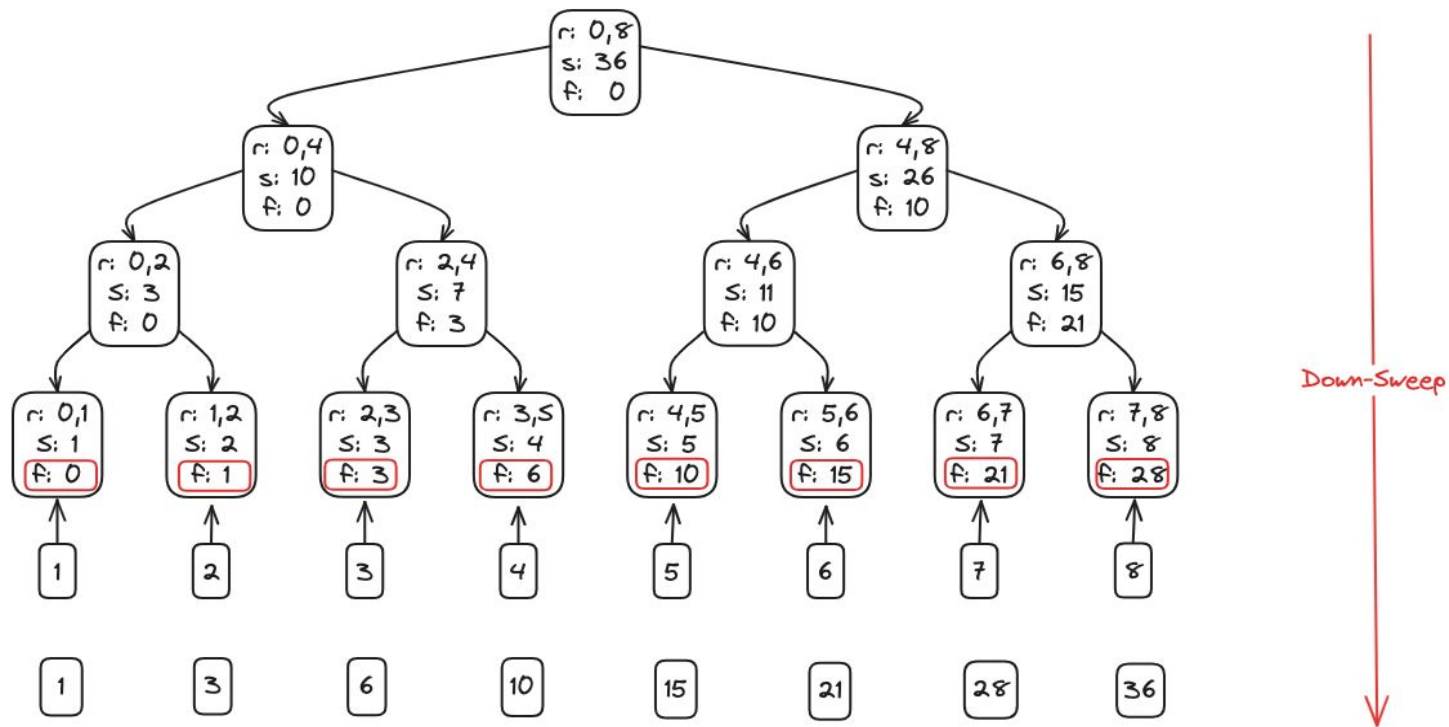 r: 0,8
s: 36
f: 0
r: 0,4
s: 10
f: 0
r: 4,8
s: 26
f: 10
r: 0,2
s: 3
f: 0
r: 2,4
s: 7
f: 3
r: 4,6
s: 11
f: 10
r: 6,8
s: 15
f: 21
Down-Sweep
r: 0,1
s: 1
f: 0
r: 1,2
s: 2
f: 1
r: 2,3
s: 3
f: 3
r: 3,5
s: 4
f: 6
r: 4,5
s: 5
f: 10
r: 5,6
s: 6
f: 15
r: 6,7
s: 7
f: 21
r: 7,8
s: 8
f: 28
1 2 3 4 5 6 7 8
1 3 6 10 15 21 28 36